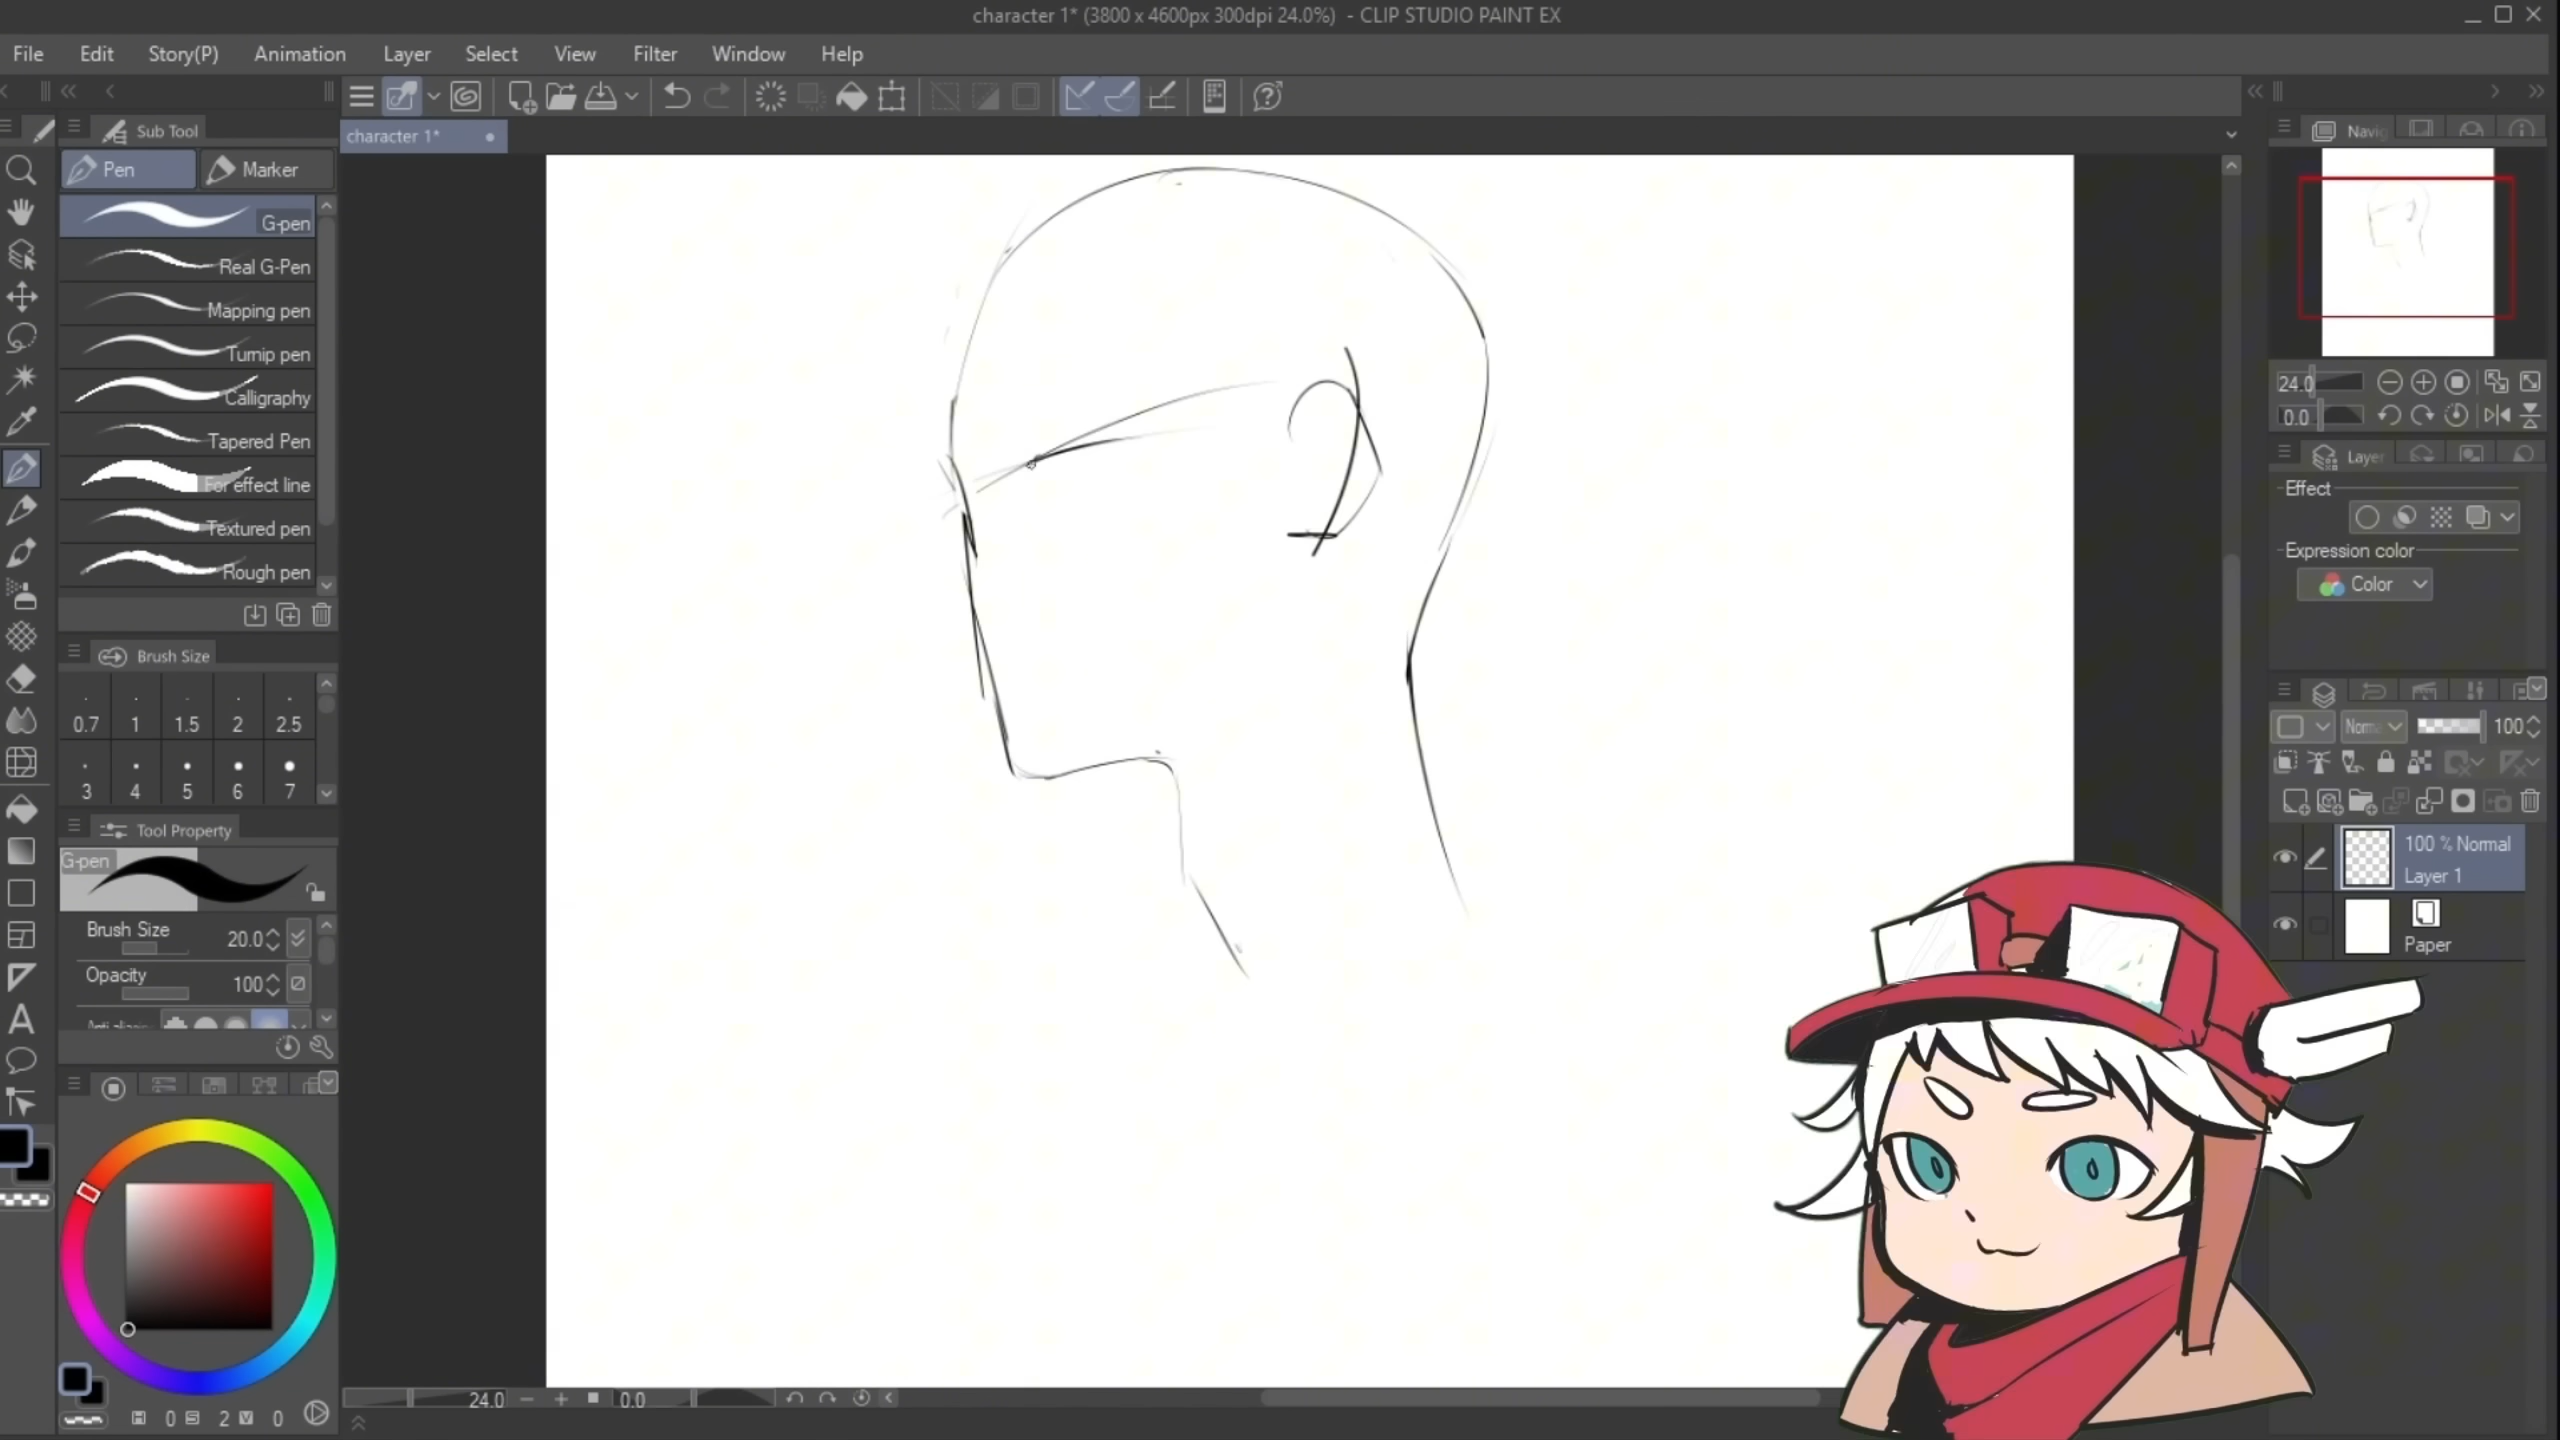 character 1* (3800 x 4600px 300dpi 24.0%) - CLIP STUDIO PAINT EX
File Edit Story(P) Animation Layer Select View Filter Window Help
Sub Tool
character 1*
Pen Marker
G-pen
Real G-Pen
Mapping pen
Turnip pen
Calligraphy
Tapered Pen
For effect line
Textured pen
Rough pen
Brush Size
0.7 1 1.5 2 2.5
3 4 5 6 7
Tool Property
G-pen
Brush Size 20.0
Opacity 100
0 2 0
24.0 0.0
Navig
24.0
0.0
Layer
Effect
Expression color
Color
Norm 100
100 % Normal
Layer 1
Paper